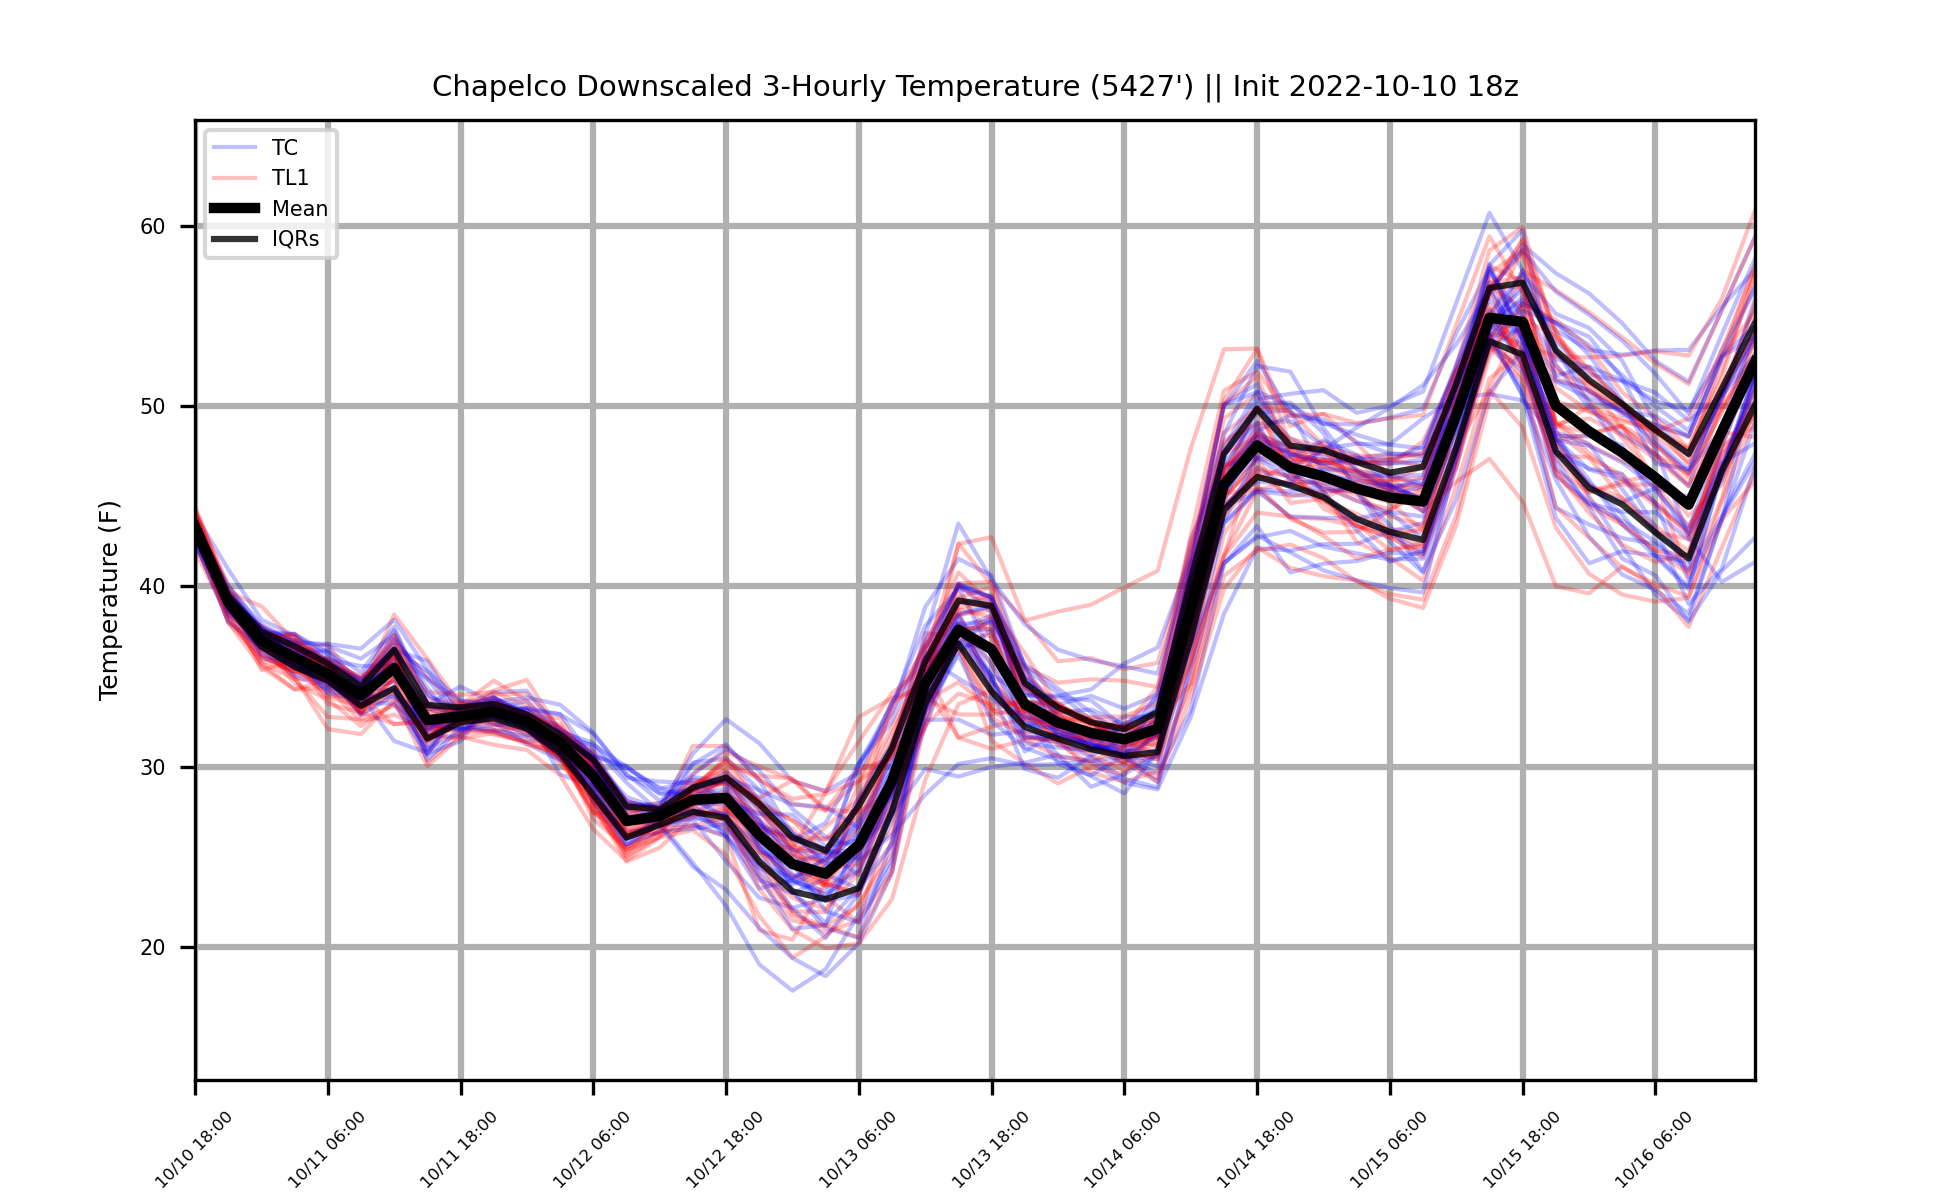 Chapelco Downscaled 3-Hourly Temperature (5427') || Init 2022-10-10 18z
TC
TL1
Mean
IQRs
Temperature (F)
60
50
40
30
20
10/10 18:00
10/11 06:00
10/11 18:00
10/12 06:00
10/12 18:00
10/13 06:00
10/13 18:00
10/14 06:00
10/14 18:00
10/15 06:00
10/15 18:00
10/16 06:00